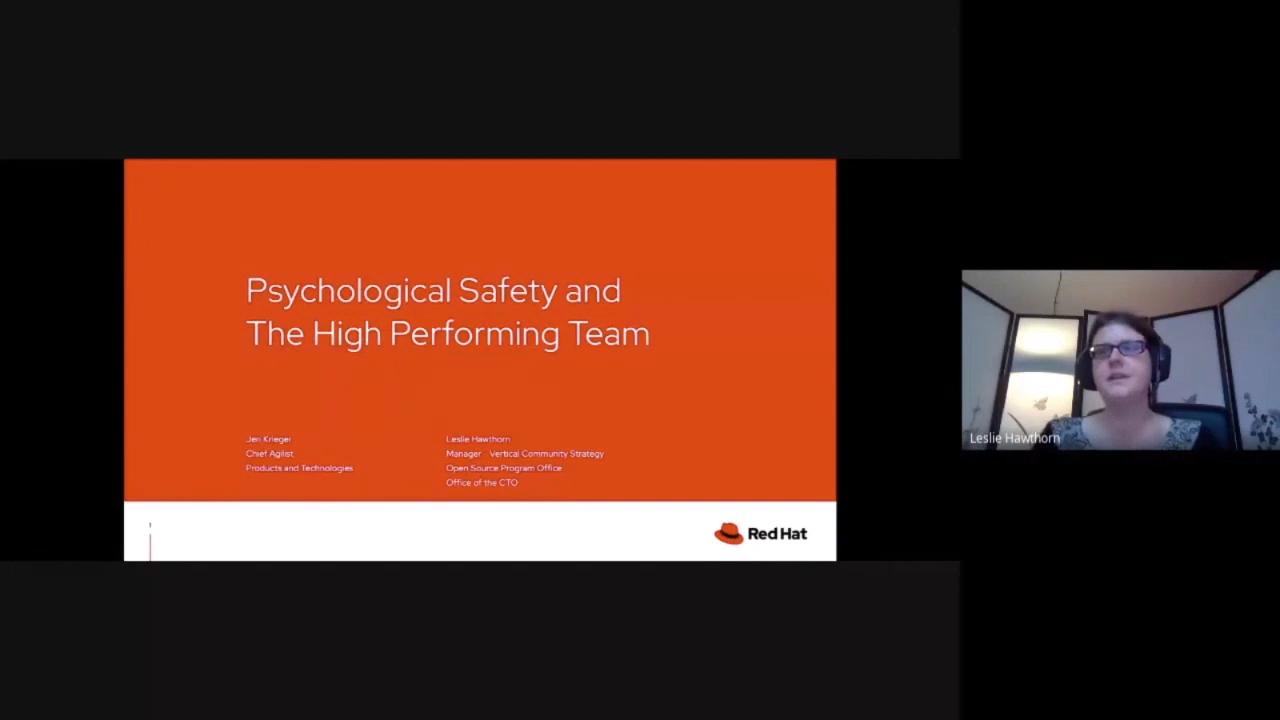 Psychological Safety and
The High Performing Team
Jen Krieger
Chief Agilist
Products and Technologies
Leslie Hawthorn
Manager - Vertical Community Strategy
Open Source Program Office
Office of the CTO
Red Hat
Leslie Hawthorn